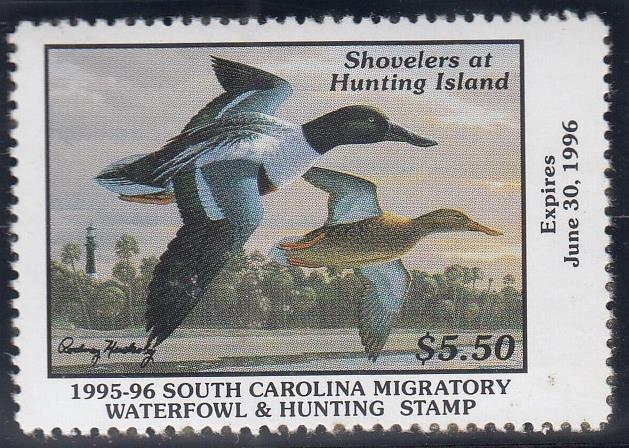 Shovelers at
Hunting Island
Expires
June 30, 1996
$5.50
1995-96 SOUTH CAROLINA MIGRATORY
WATERFOWL & HUNTING STAMP